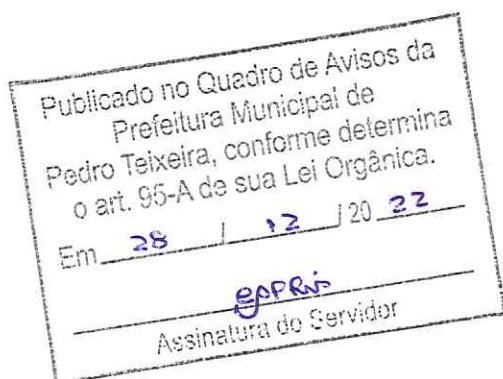 Publicado no Quadro de Avisos da
Prefeitura Municipal de
Pedro Teixeira, conforme determina
o art. 95-A de sua Lei Orgânica.
Em 28 / 12 / 20 22
Assinatura do Servidor